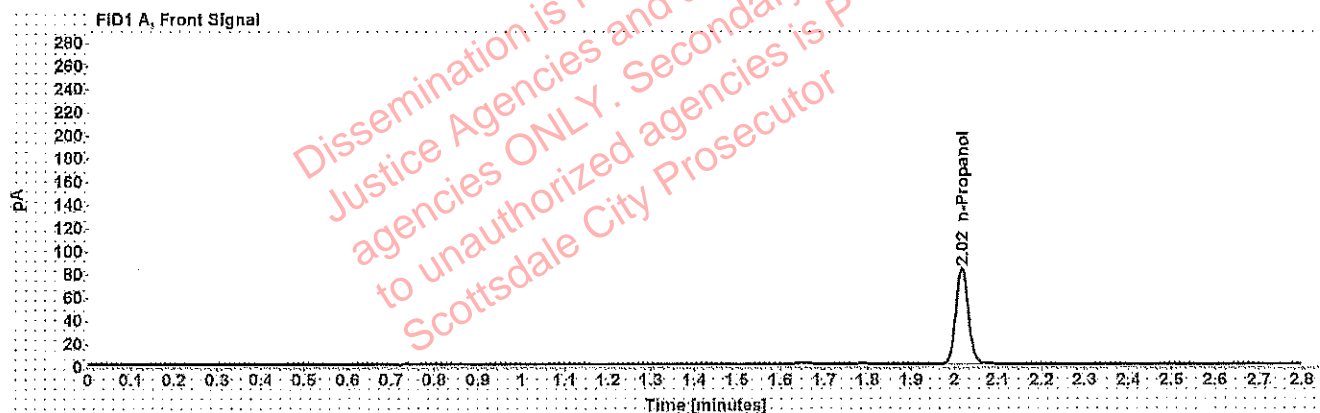 FID1 A, Front Signal
280
260
240
220
200
180
160
140
120
100
80
60
40
20
0
pA
2.02 n-Propanol
0 0.1 0.2 0.3 0.4 0.5 0.6 0.7 0.8 0.9 1 1.1 1.2 1.3 1.4 1.5 1.6 1.7 1.8 1.9 2 2.1 2.2 2.3 2.4 2.5 2.6 2.7 2.8
Time [minutes]
Dissemination is
Justice Agencies and
agencies ONLY. Secondary
to unauthorized agencies is
Scottsdale City Prosecutor